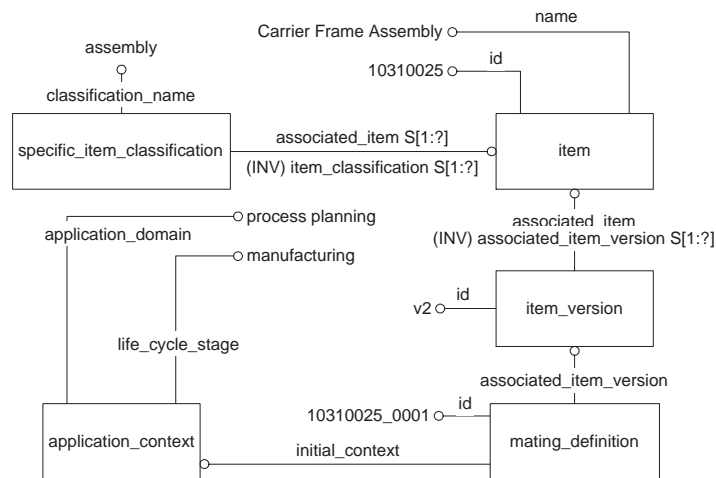 name
Carrier Frame Assembly
assembly
id
10310025
classification_name
specific_item_classification
associated_item S[1:?]
(INV) item_classification S[1:?]
item
process planning
application_domain
associated_item
(INV) associated_item_version S[1:?]
manufacturing
id
v2
item_version
life_cycle_stage
associated_item_version
id
10310025_0001
application_context
initial_context
mating_definition